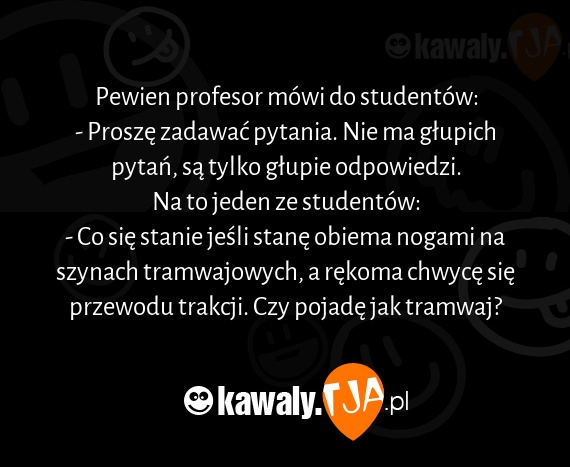 kawaly.TJA.p
Pewien profesor mówi do studentów:
- Proszę zadawać pytania. Nie ma głupich
pytań, są tylko głupie odpowiedzi.
Na to jeden ze studentów:
- Co się stanie jeśli stanę obiema nogami na
szynach tramwajowych, a rękoma chwycę się
przewodu trakcji. Czy pojadę jak tramwaj?
kawaly.TJA.pl